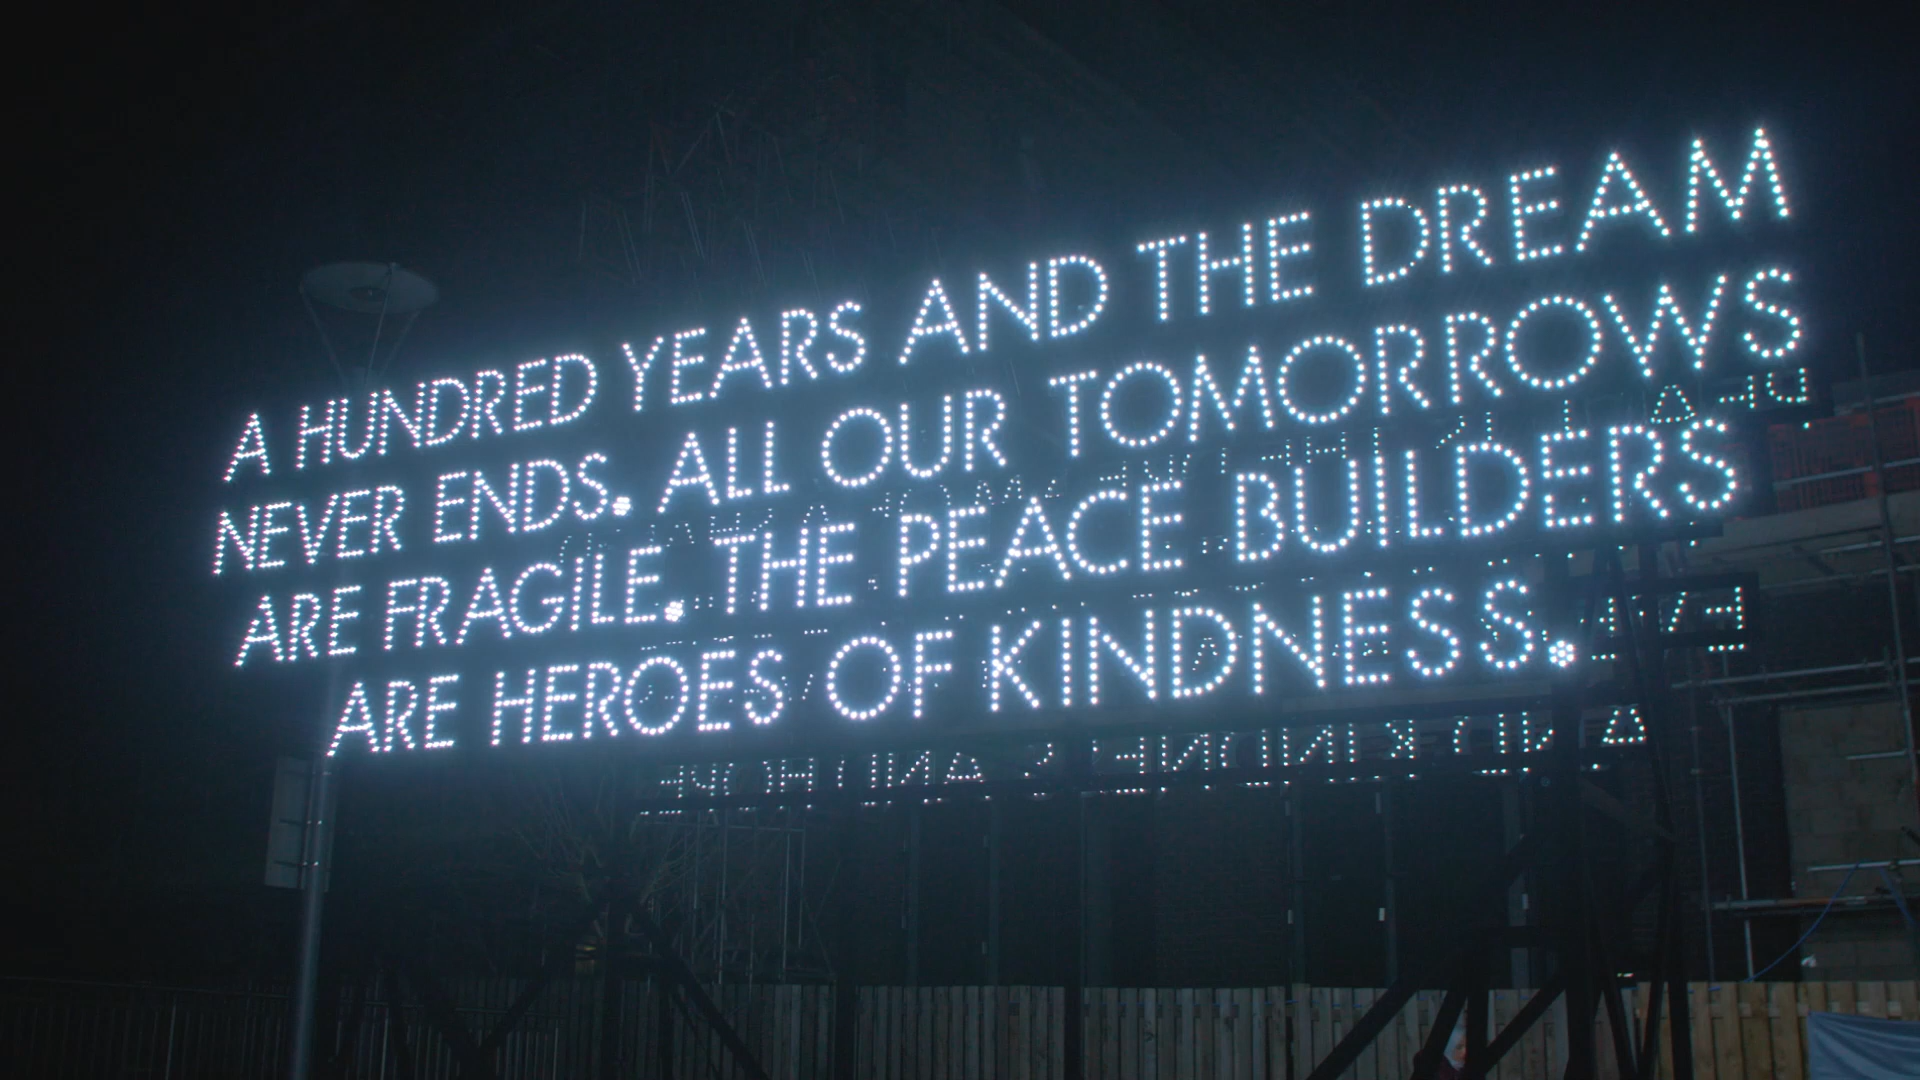 A HUNDRED YEARS AND THE DREAM
NEVER ENDS. ALL OUR TOMORROWS
ARE FRAGILE. THE PEACE BUILDERS
ARE HEROES OF KINDNESS.